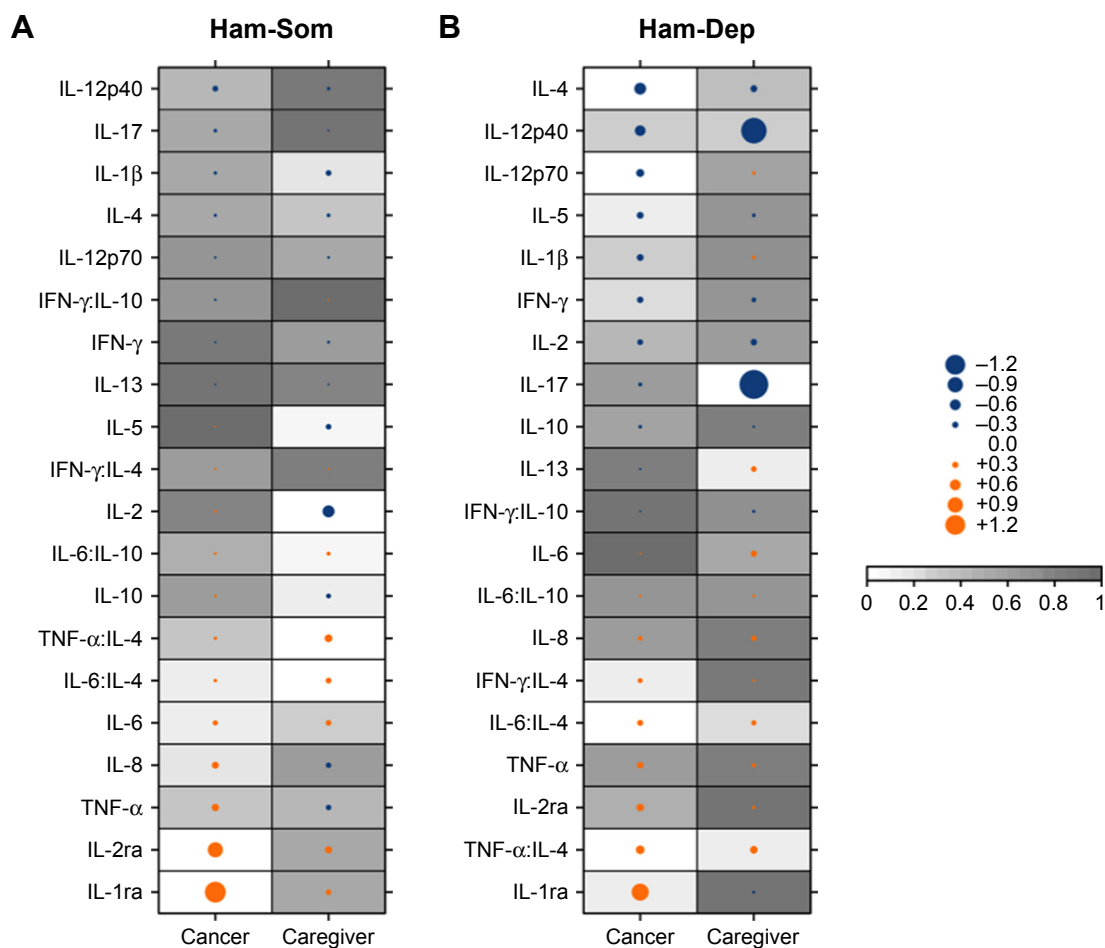 A
Ham-Som
IL-12p40
IL-17
IL-1β
IL-4
IL-12p70
IFN-γ:IL-10
IFN-γ
IL-13
IL-5
IFN-γ:IL-4
IL-2
IL-6:IL-10
IL-10
TNF-α:IL-4
IL-6:IL-4
IL-6
IL-8
TNF-α
IL-2ra
IL-1ra
Cancer Caregiver
B
Ham-Dep
IL-4
IL-12p40
IL-12p70
IL-5
IL-1β
IFN-γ
IL-2
IL-17
IL-10
IL-13
IFN-γ:IL-10
IL-6
IL-6:IL-10
IL-8
IFN-γ:IL-4
IL-6:IL-4
TNF-α
IL-2ra
TNF-α:IL-4
IL-1ra
Cancer Caregiver
–1.2
–0.9
–0.6
–0.3
0.0
+0.3
+0.6
+0.9
+1.2
0 0.2 0.4 0.6 0.8 1